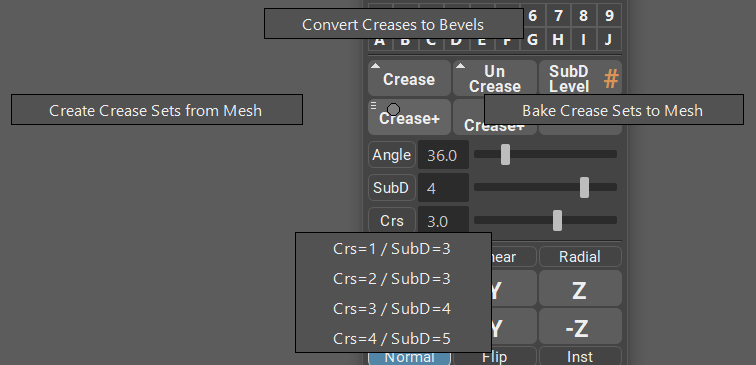 Convert Creases to Bevels
6 7 8 9
A B C D E F G H I J
Crease
Un
Crease
SubD
Level
#
Create Crease Sets from Mesh
Crease+
Crease+
Bake Crease Sets to Mesh
Angle 36.0
SubD 4
Crs 3.0
Crs=1 / SubD=3
Crs=2 / SubD=3
Crs=3 / SubD=4
Crs=4 / SubD=5
Radial
Y Z
Y -Z
Normal Flip Inst